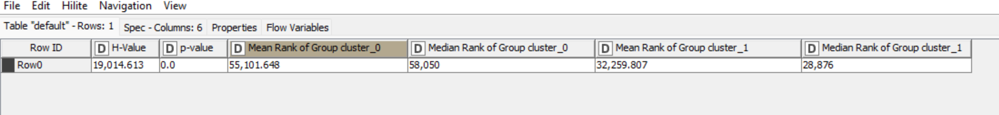 File Edit Hilite Navigation View
Table "default" - Rows: 1 Spec - Columns: 6 Properties Flow Variables
Row ID D H-Value D p-value D Mean Rank of Group cluster_0 D Median Rank of Group cluster_0 D Mean Rank of Group cluster_1 D Median Rank of Group cluster_1
Row0 19,014.613 0.0 55,101.648 58,050 32,259.807 28,876